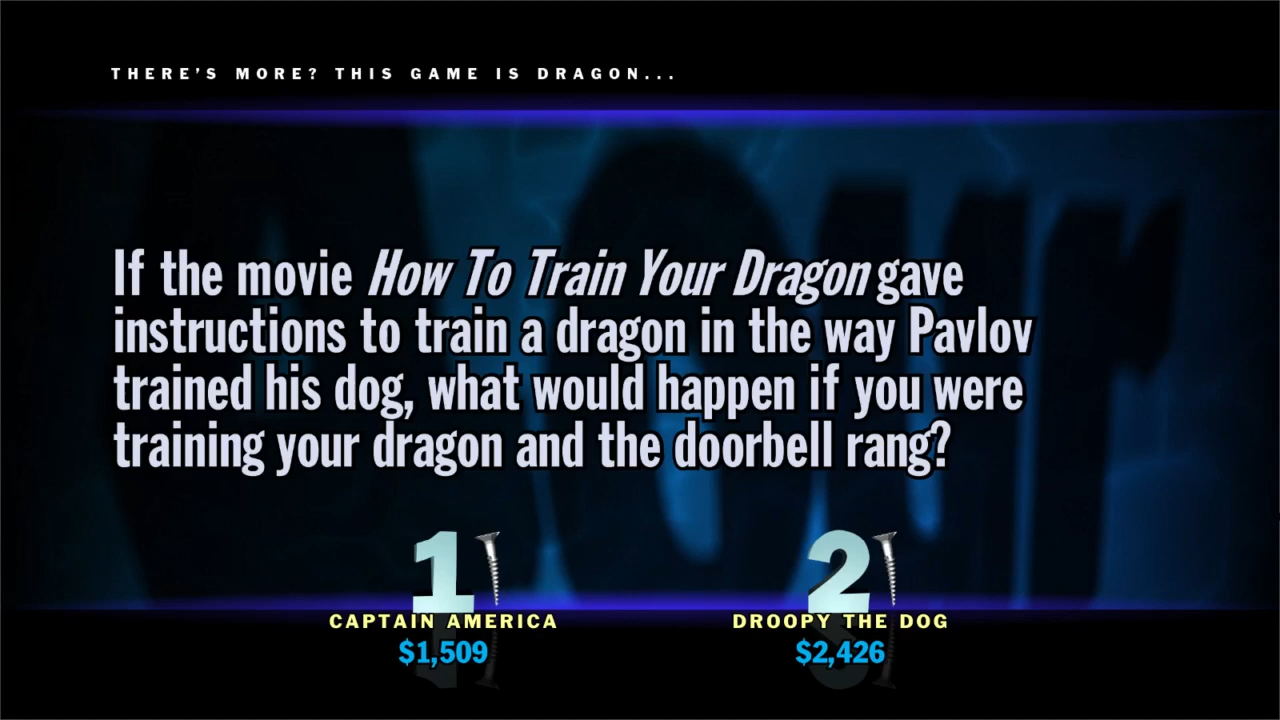 THERE'S MORE? THIS GAME IS DRAGON...
If the movie How To Train Your Dragon gave
instructions to train a dragon in the way Pavlov
trained his dog, what would happen if you were
training your dragon and the doorbell rang?
1 2
CAPTAIN AMERICA DROOPY THE DOG
$1,509 $2,426